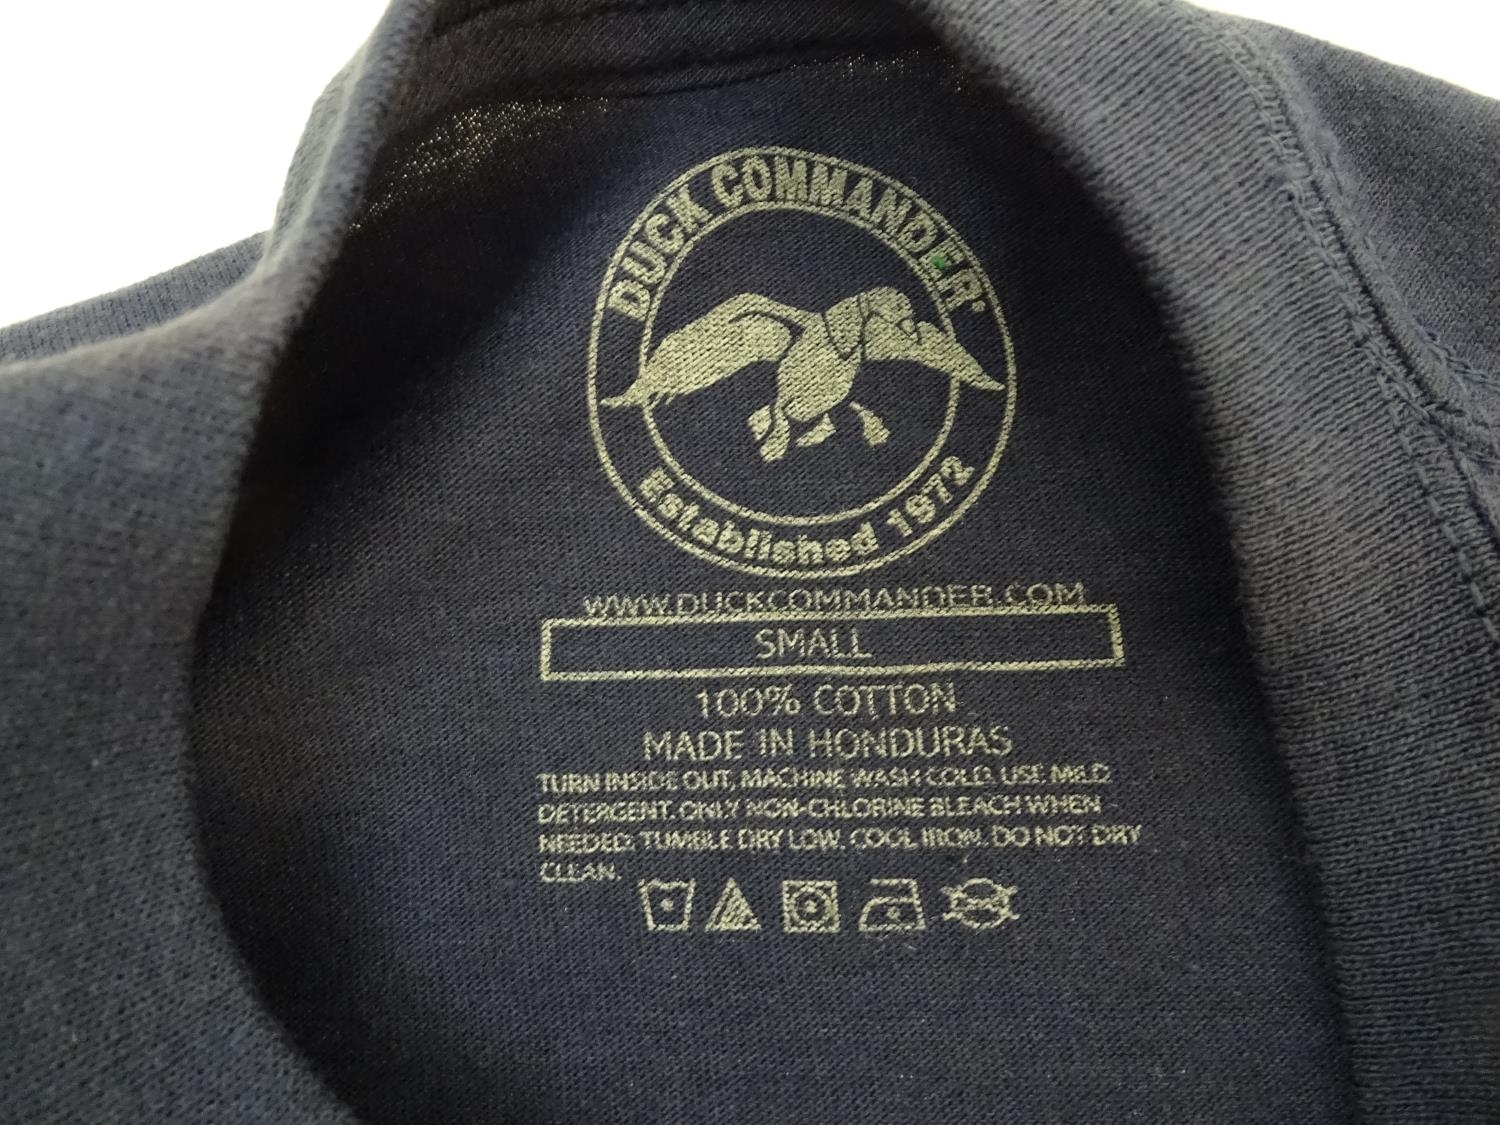 DUCK COMMANDER®
Established 1972
WWW.DUCKCOMMANDER.COM
SMALL
100% COTTON
MADE IN HONDURAS
TURN INSIDE OUT, MACHINE WASH COLD. USE MILD
DETERGENT. ONLY NON-CHLORINE BLEACH WHEN
NEEDED. TUMBLE DRY LOW. COOL IRON. DO NOT DRY
CLEAN.